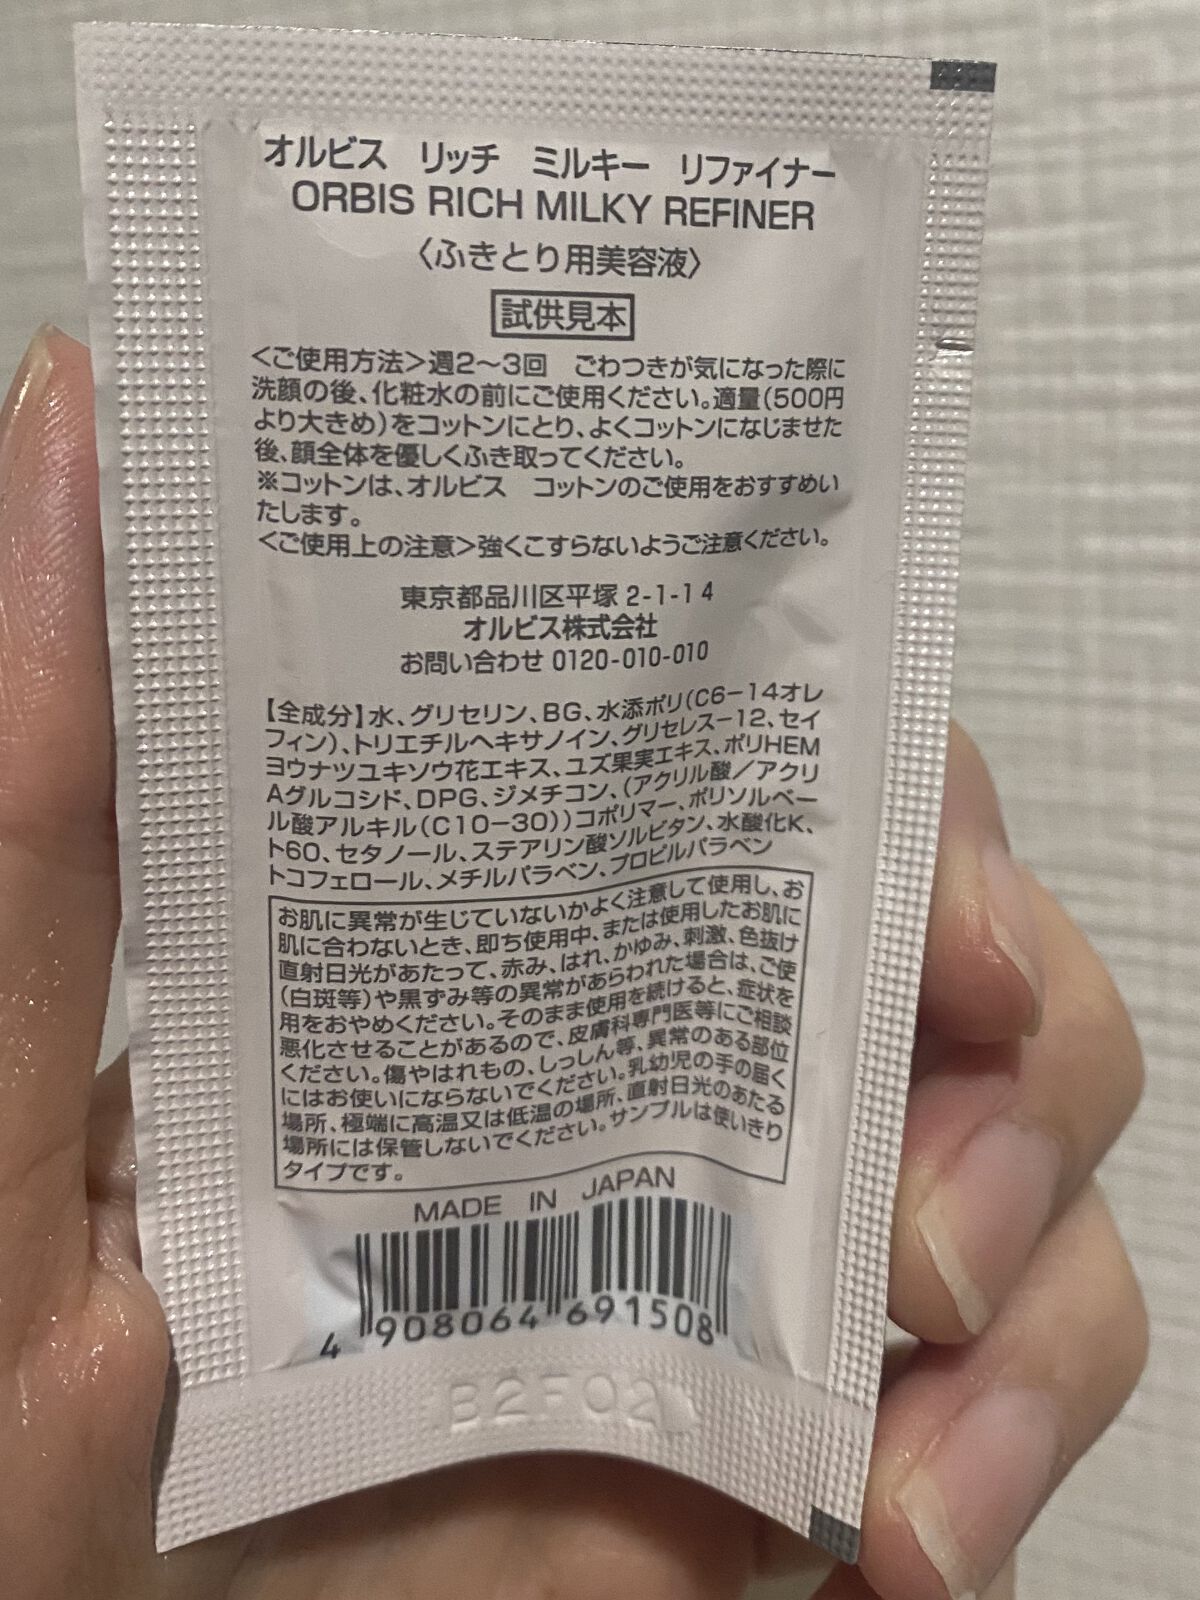 オルビス リッチ ミルキー リファイナー
ORBIS RICH MILKY REFINER
〈ふきとり用美容液〉
試供見本
<ご使用方法>週2〜3回 ごわつきが気になった際に
洗顔の後、化粧水の前にご使用ください。適量(500円
より大きめ)をコットンにとり、よくコットンになじませた
後、顔全体を優しくふき取ってください。
※コットンは、オルビス コットンのご使用をおすすめい
たします。
<ご使用上の注意>強くこすらないようご注意ください。
東京都品川区平塚 2-1-14
オルビス株式会社
お問い合わせ 0120-010-010
【全成分】水、グリセリン、BG、水添ポリ(C6-14オレ
フィン)、トリエチルヘキサノイン、グリセレス-12、セイ
ヨウナツユキソウ花エキス、ユズ果実エキス、ポリHEM
Aグルコシド、DPG、ジメチコン、(アクリル酸/アクリ
ル酸アルキル(C10-30))コポリマー、ポリソルベー
ト60、セタノール、ステアリン酸ソルビタン、水酸化K、
トコフェロール、メチルパラベン、プロピルパラベン
お肌に異常が生じていないかよく注意して使用し、お
肌に合わないとき、即ち使用中、または使用したお肌に
直射日光があたって、赤み、はれ、かゆみ、刺激、色抜け
(白斑等)や黒ずみ等の異常があらわれた場合は、ご使
用をおやめください。そのまま使用を続けると、症状を
悪化させることがあるので、皮膚科専門医等にご相談
ください。傷やはれもの、しっしん等、異常のある部位
にはお使いにならないでください。乳幼児の手の届く
場所、極端に高温又は低温の場所、直射日光のあたる
場所には保管しないでください。サンプルは使いきり
タイプです。
MADE IN JAPAN
4 908064 691508
B2F02